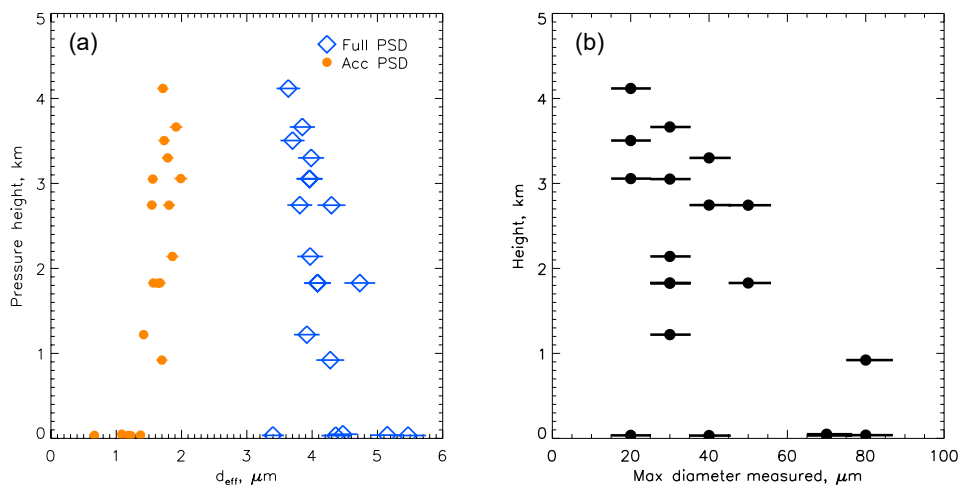 (a)
Full PSD
Acc PSD
5
4
3
2
1
0
Pressure height, km
0 1 2 3 4 5 6
d_eff, μm
(b)
5
4
3
2
1
0
Height, km
0 20 40 60 80 100
Max diameter measured, μm